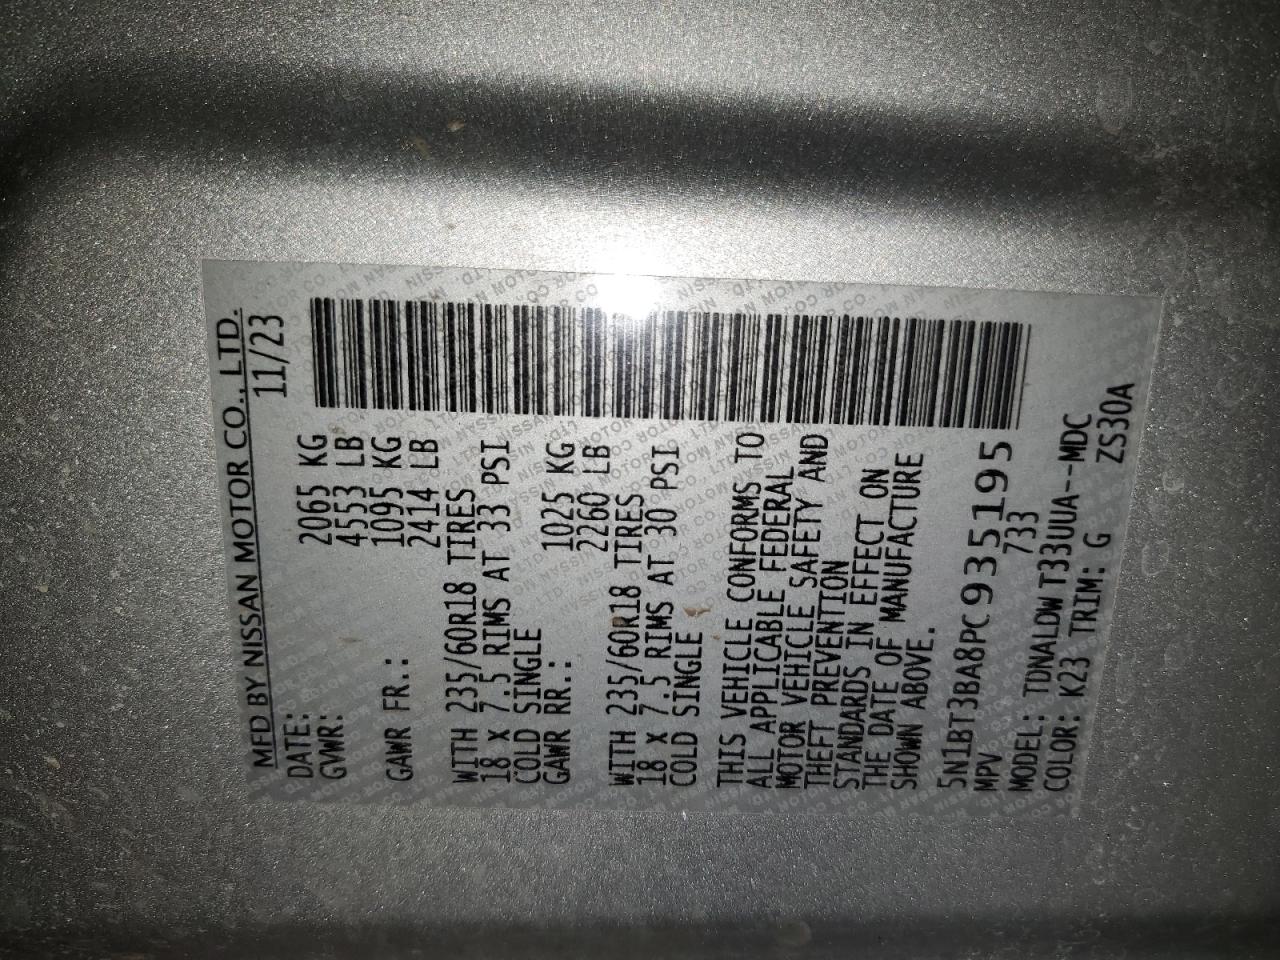 MFD BY NISSAN MOTOR CO., LTD.
DATE: 11/23
GVWR: 2065 KG
4553 LB
GAWR FR.: 1095 KG
2414 LB
WITH 235/60R18 TIRES
18 X 7.5 RIMS AT 33 PSI
COLD SINGLE
GAWR RR.: 1025 KG
2260 LB
WITH 235/60R18 TIRES
18 X 7.5 RIMS AT 30 PSI
COLD SINGLE
THIS VEHICLE CONFORMS TO
ALL APPLICABLE FEDERAL
MOTOR VEHICLE SAFETY AND
THEFT PREVENTION
STANDARDS IN EFFECT ON
THE DATE OF MANUFACTURE
SHOWN ABOVE.
5N1BT3BA8PC935195
MPV 733
MODEL: TDNALDW T33UUA--MDC
COLOR: K23 TRIM: G ZS30A